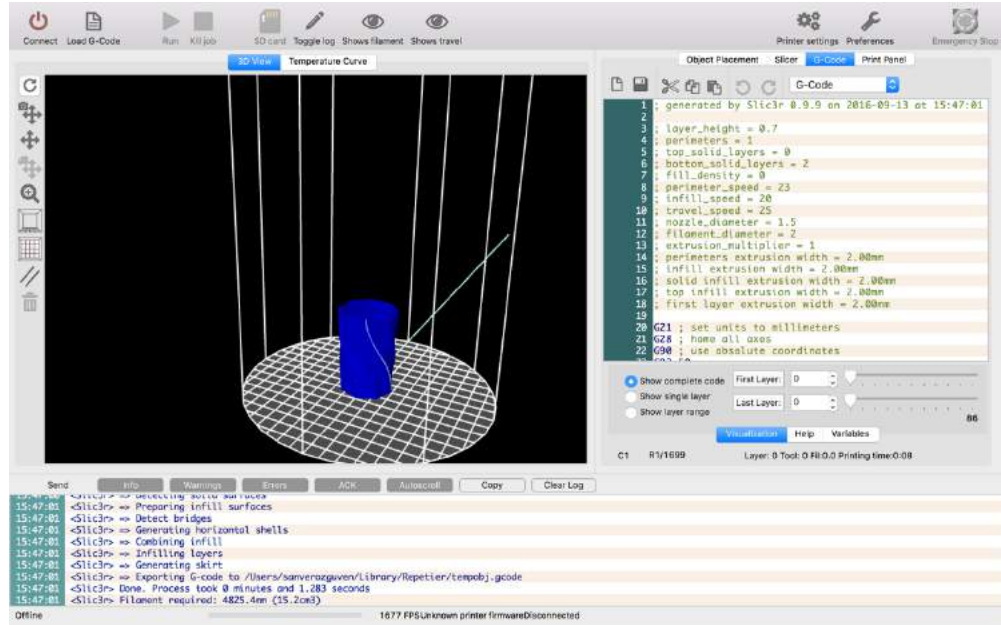 Connect Load G-Code Run Kill job SD card Toggle log Shows filament Shows travel Printer settings Preferences Emergency Stop
3D View Temperature Curve
Object Placement Slicer G-Code Print Panel
G-Code
1 ; generated by Slic3r 0.9.9 on 2016-09-13 at 15:47:01
2
3 ; layer_height = 0.7
4 ; perimeters = 1
5 ; top_solid_layers = 0
6 ; bottom_solid_layers = 2
7 ; fill_density = 0
8 ; perimeter_speed = 23
9 ; infill_speed = 20
10 ; travel_speed = 25
11 ; nozzle_diameter = 1.5
12 ; filament_diameter = 2
13 ; extrusion_multiplier = 1
14 ; perimeters extrusion width = 2.00mm
15 ; infill extrusion width = 2.00mm
16 ; solid infill extrusion width = 2.00mm
17 ; top infill extrusion width = 2.00mm
18 ; first layer extrusion width = 2.00mm
19
20 G21 ; set units to millimeters
21 G28 ; home all axes
22 G90 ; use absolute coordinates
Show complete code First Layer: 0
Show single layer Last Layer: 0
Show layer range 86
Visualization Help Variables
C1 R1/1699 Layer: 0 Tool: 0 Fil:0.0 Printing time:0:08
Send Info Warnings Errors ACK Autoscroll Copy Clear Log
<Slic3r> => Detecting solid surfaces
15:47:01 <Slic3r> => Preparing infill surfaces
15:47:01 <Slic3r> => Detect bridges
15:47:01 <Slic3r> => Generating horizontal shells
15:47:01 <Slic3r> => Combining infill
15:47:01 <Slic3r> => Infilling layers
15:47:01 <Slic3r> => Generating skirt
15:47:01 <Slic3r> => Exporting G-code to /Users/sanverozguven/Library/Repetier/tempobj.gcode
15:47:01 <Slic3r> Done. Process took 0 minutes and 1.283 seconds
15:47:01 <Slic3r> Filament required: 4825.4mm (15.2cm3)
Offline 1677 FPSUnknown printer firmwareDisconnected